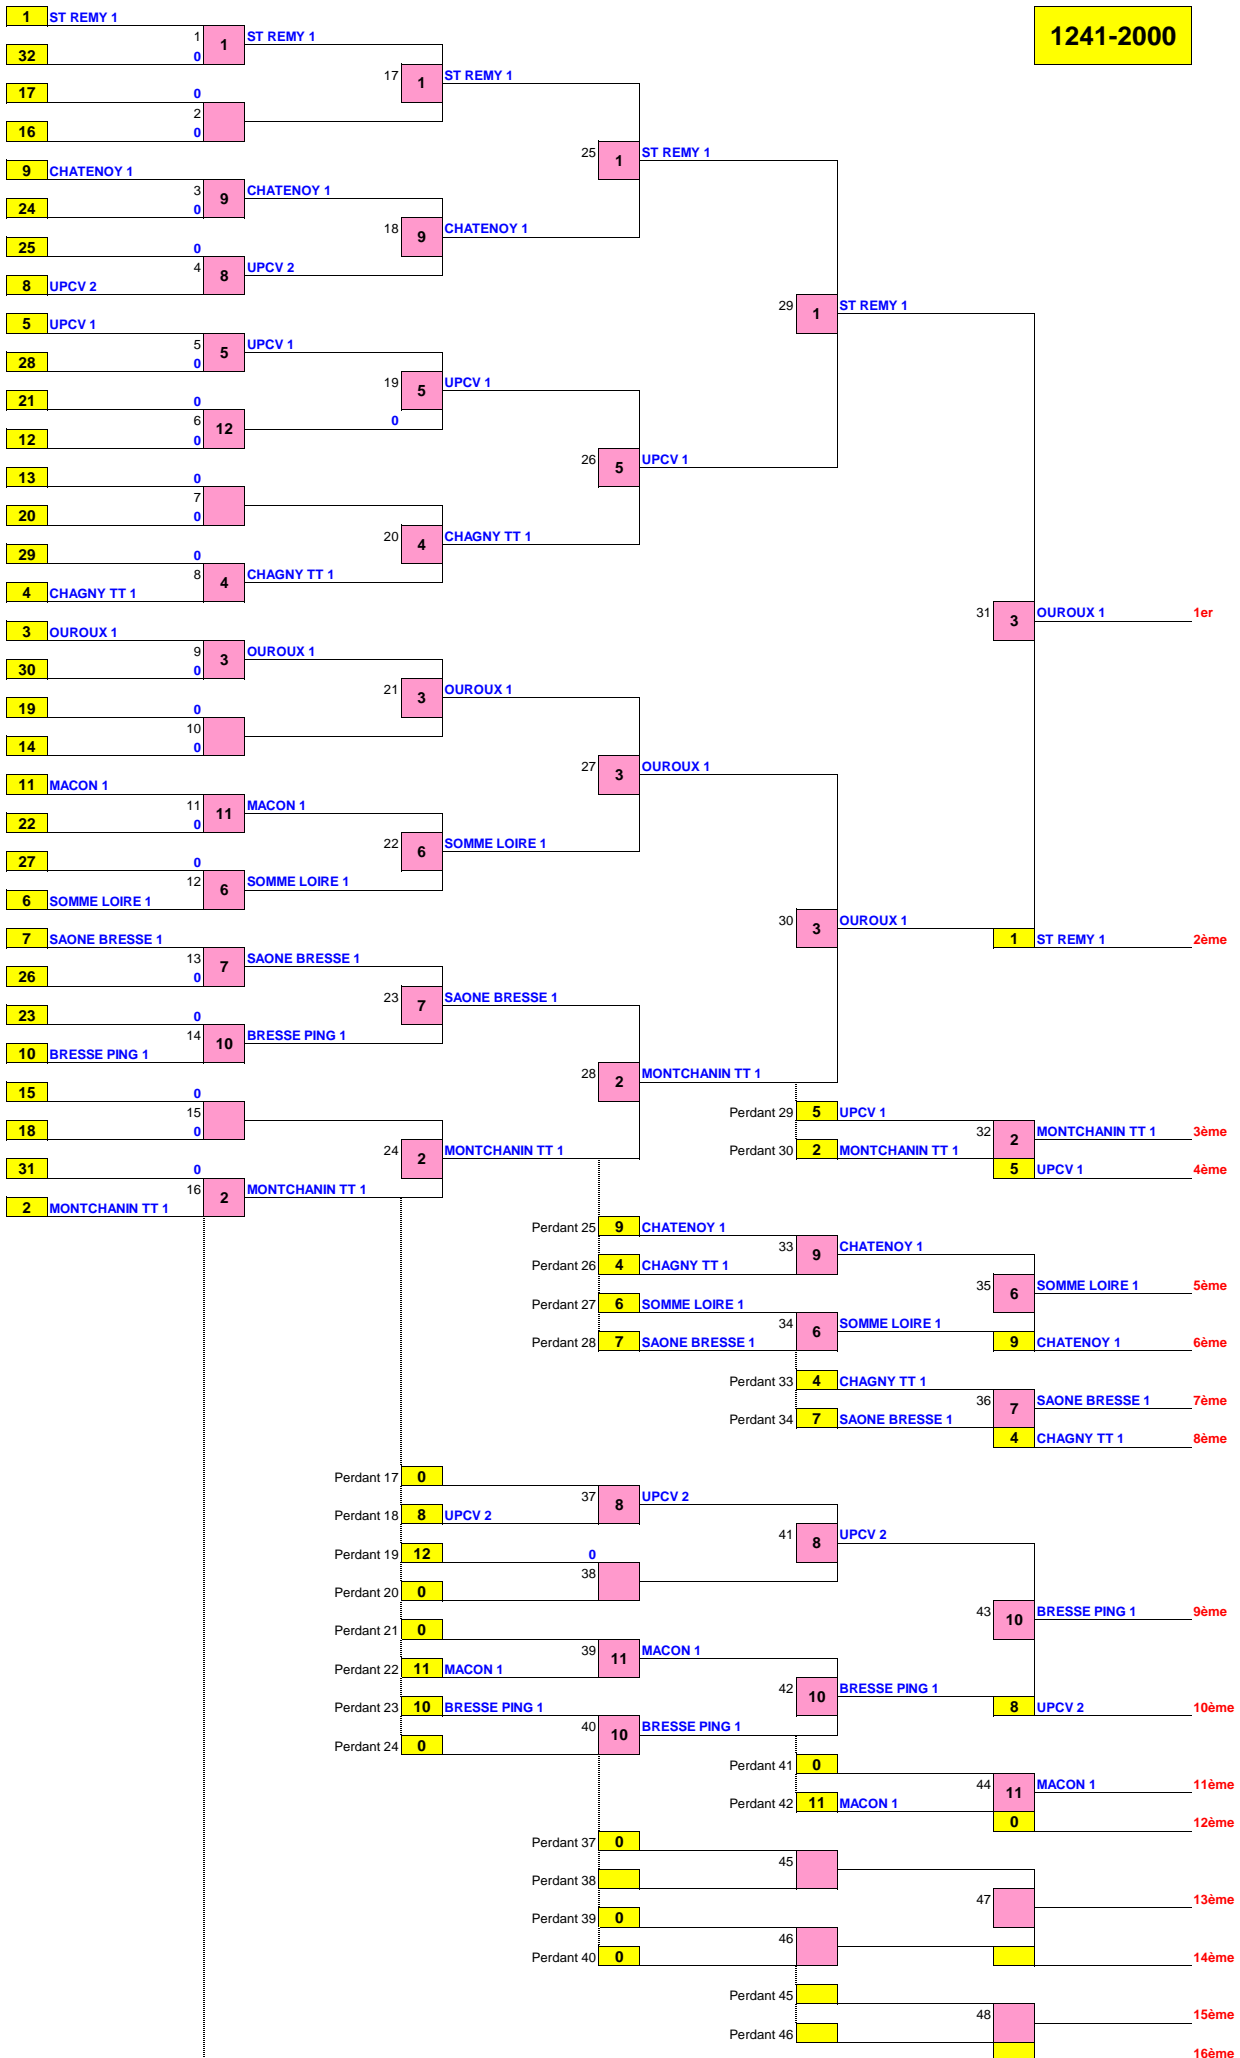 1 ST REMY 1
1241-2000
1 1 ST REMY 1
32 0
17 1 ST REMY 1
17 0
2
16 0
25 1 ST REMY 1
9 CHATENOY 1
3 9 CHATENOY 1
24 0
18 9 CHATENOY 1
25 0
4 8 UPCV 2
8 UPCV 2
29 1 ST REMY 1
5 UPCV 1
5 5 UPCV 1
28 0
19 5 UPCV 1
21 0
6 12 0
12 0
26 5 UPCV 1
13 0
7
20 0
20 4 CHAGNY TT 1
29 0
8 4 CHAGNY TT 1
4 CHAGNY TT 1
31 3 OUROUX 1 1er
3 OUROUX 1
9 3 OUROUX 1
30 0
21 3 OUROUX 1
19 0
10
14 0
27 3 OUROUX 1
11 MACON 1
11 11 MACON 1
22 0
22 6 SOMME LOIRE 1
27 0
12 6 SOMME LOIRE 1
6 SOMME LOIRE 1
30 3 OUROUX 1
1 ST REMY 1 2ème
7 SAONE BRESSE 1
13 7 SAONE BRESSE 1
26 0
23 7 SAONE BRESSE 1
23 0
14 10 BRESSE PING 1
10 BRESSE PING 1
28 2 MONTCHANIN TT 1
15 0
15
18 0
Perdant 29 5 UPCV 1
32 2 MONTCHANIN TT 1 3ème
24 2 MONTCHANIN TT 1
Perdant 30 2 MONTCHANIN TT 1
5 UPCV 1 4ème
31 0
16 2 MONTCHANIN TT 1
2 MONTCHANIN TT 1
Perdant 25 9 CHATENOY 1
33 9 CHATENOY 1
Perdant 26 4 CHAGNY TT 1
35 6 SOMME LOIRE 1 5ème
Perdant 27 6 SOMME LOIRE 1
34 6 SOMME LOIRE 1
Perdant 28 7 SAONE BRESSE 1
9 CHATENOY 1 6ème
Perdant 33 4 CHAGNY TT 1
36 7 SAONE BRESSE 1 7ème
Perdant 34 7 SAONE BRESSE 1
4 CHAGNY TT 1 8ème
Perdant 17 0
37 8 UPCV 2
Perdant 18 8 UPCV 2
41 8 UPCV 2
Perdant 19 12 0
38
Perdant 20 0
43 10 BRESSE PING 1 9ème
Perdant 21 0
39 11 MACON 1
Perdant 22 11 MACON 1
42 10 BRESSE PING 1
Perdant 23 10 BRESSE PING 1
8 UPCV 2 10ème
40 10 BRESSE PING 1
Perdant 24 0
Perdant 41 0
44 11 MACON 1 11ème
Perdant 42 11 MACON 1
0 12ème
Perdant 37 0
45
Perdant 38
47 13ème
Perdant 39 0
46
Perdant 40 0
14ème
Perdant 45
48 15ème
Perdant 46
16ème